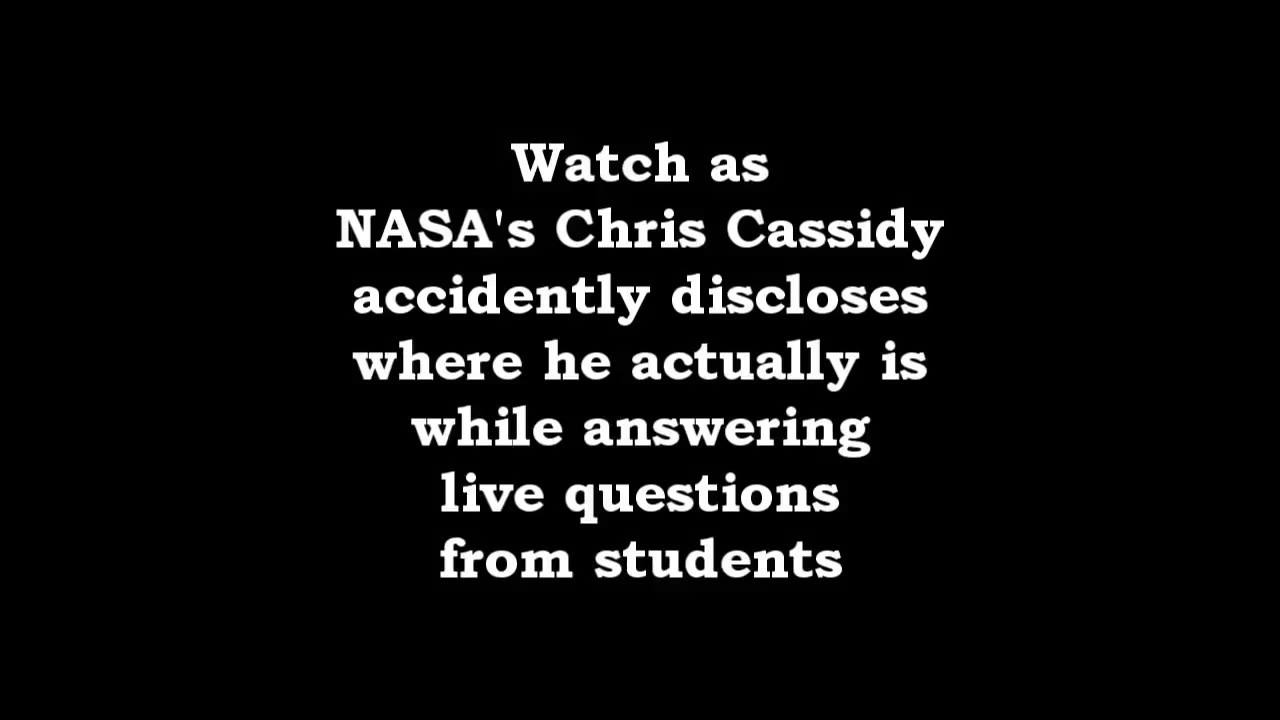 Watch as
NASA's Chris Cassidy
accidently discloses
where he actually is
while answering
live questions
from students